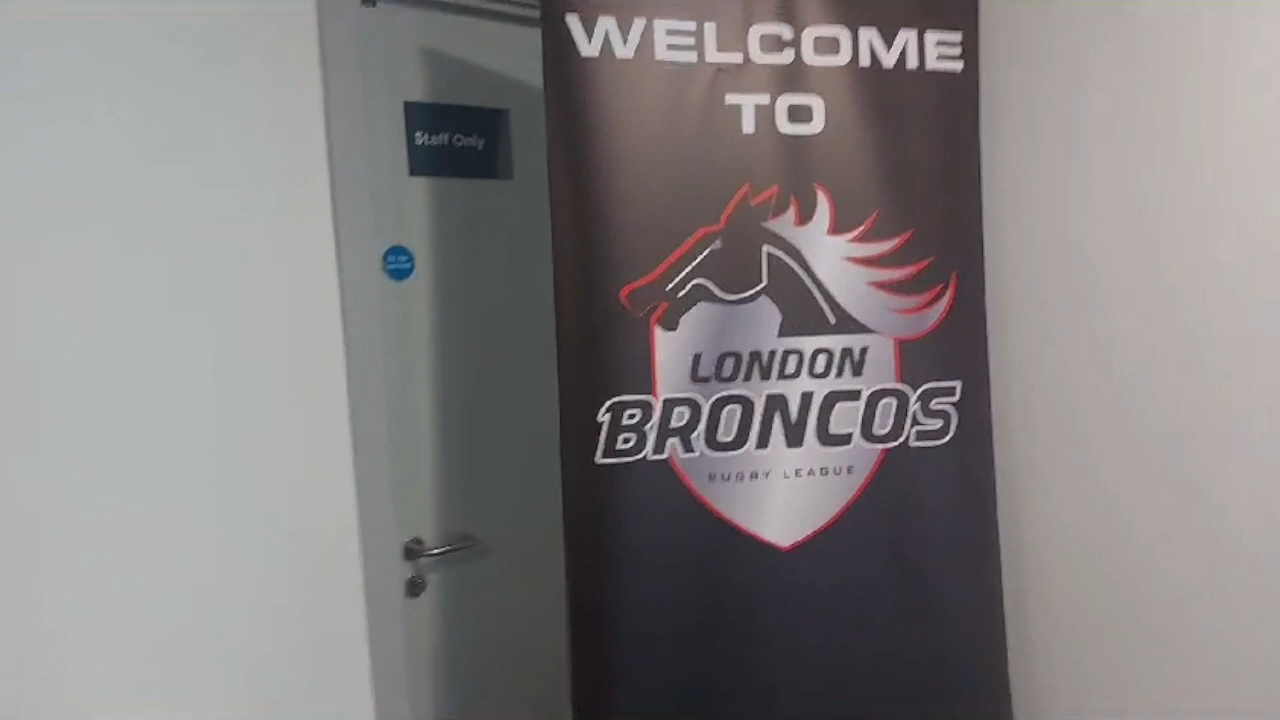 WELCOME
TO
Staff Only
LONDON
BRONCOS
RUGBY LEAGUE